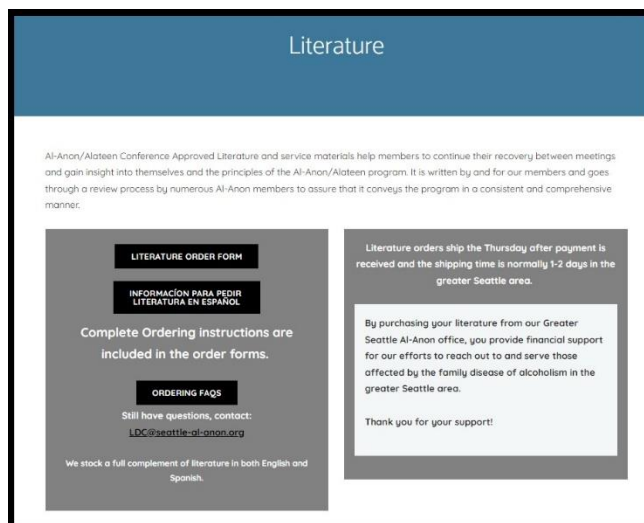 Literature
Al-Anon/Alateen Conference Approved Literature and service materials help members to continue their recovery between meetings
and gain insight into themselves and the principles of the Al-Anon/Alateen program. It is written by and for our members and goes
through a review process by numerous Al-Anon members to assure that it conveys the program in a consistent and comprehensive
manner.
LITERATURE ORDER FORM
INFORMACÍON PARA PEDIR
LITERATURA EN ESPAÑOL
Complete Ordering instructions are
included in the order forms.
ORDERING FAQS
Still have questions, contact:
LDC@seattle-al-anon.org
We stock a full complement of literature in both English and
Spanish.
Literature orders ship the Thursday after payment is
received and the shipping time is normally 1-2 days in the
greater Seattle area.
By purchasing your literature from our Greater
Seattle Al-Anon office, you provide financial support
for our efforts to reach out to and serve those
affected by the family disease of alcoholism in the
greater Seattle area.
Thank you for your support!